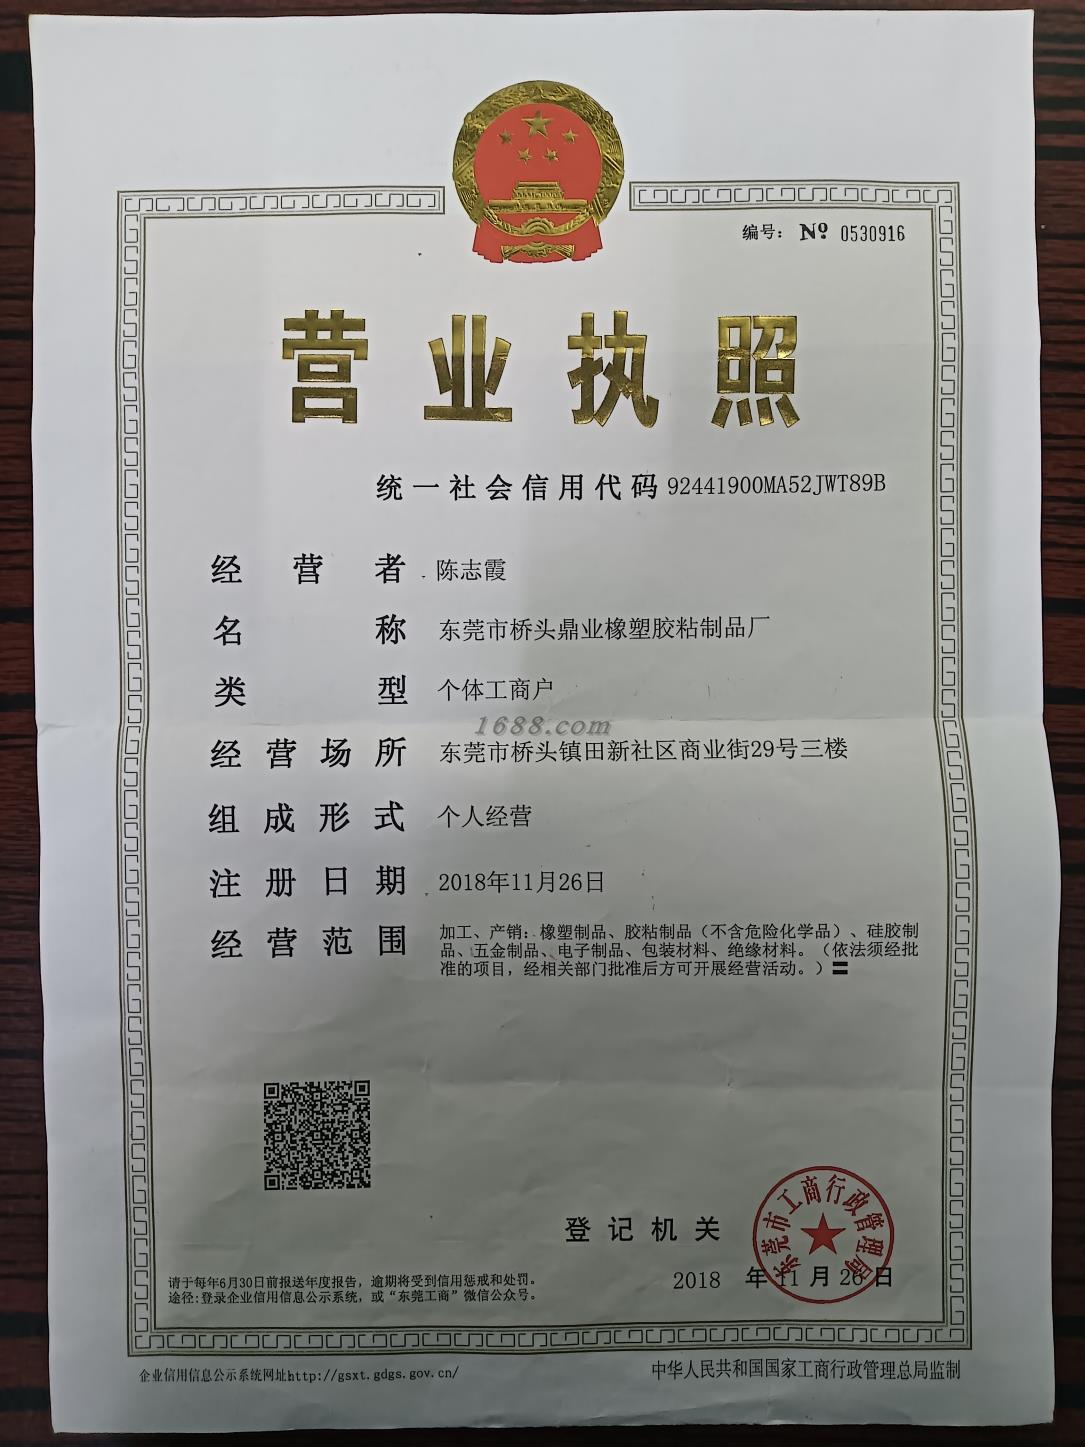 编号： Nº 0530916
营业执照
统一社会信用代码 92441900MA52JWT89B
经营者 陈志霞
名称 东莞市桥头鼎业橡塑胶粘制品厂
类型 个体工商户
1688.com
经营场所 东莞市桥头镇田新社区商业街29号三楼
组成形式 个人经营
注册日期 2018年11月26日
经营范围 加工、产销：橡塑制品、胶粘制品（不含危险化学品）、硅胶制
品、五金制品、电子制品、包装材料、绝缘材料。（依法须经批
准的项目，经相关部门批准后方可开展经营活动。）〓
东莞市工商行政管理局
登记机关
2018 年 11 月 26 日
请于每年6月30日前报送年度报告，逾期将受到信用惩戒和处罚。
途径：登录企业信用信息公示系统，或“东莞工商”微信公众号。
企业信用信息公示系统网址http://gsxt.gdgs.gov.cn/
中华人民共和国国家工商行政管理总局监制